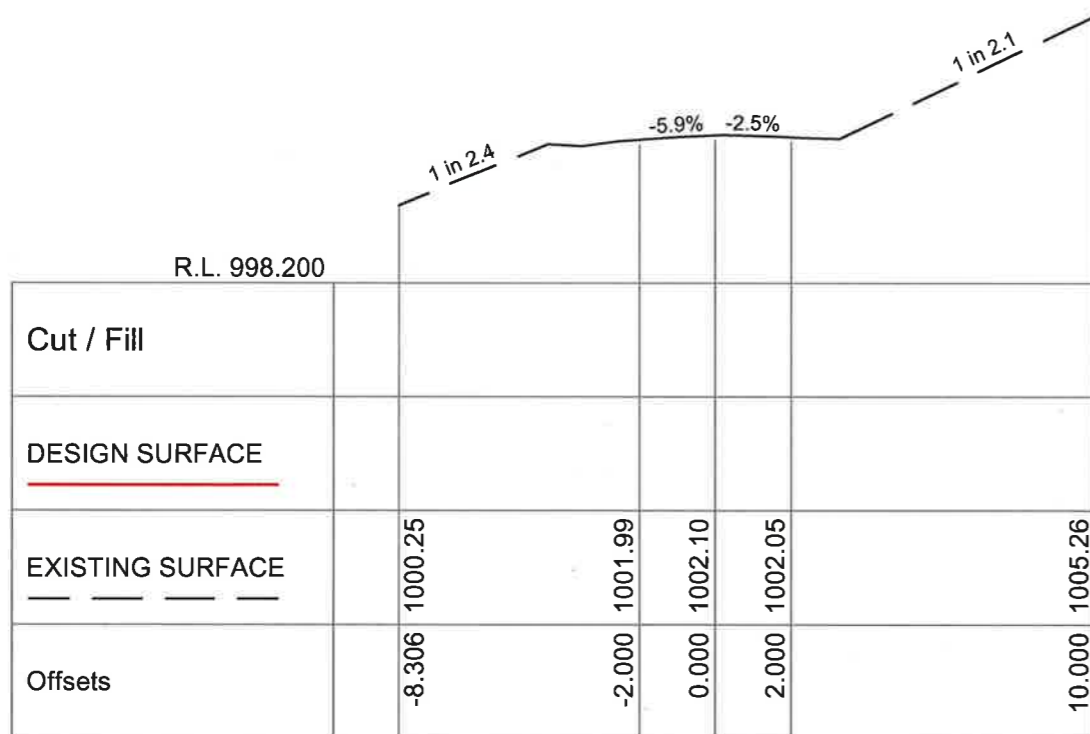 1 in 2.1
-5.9% -2.5%
1 in 2.4
R.L. 998.200
Cut / Fill
DESIGN SURFACE
EXISTING SURFACE 1000.25 1001.99 1002.10 1002.05 1005.26
Offsets -8.306 -2.000 0.000 2.000 10.000